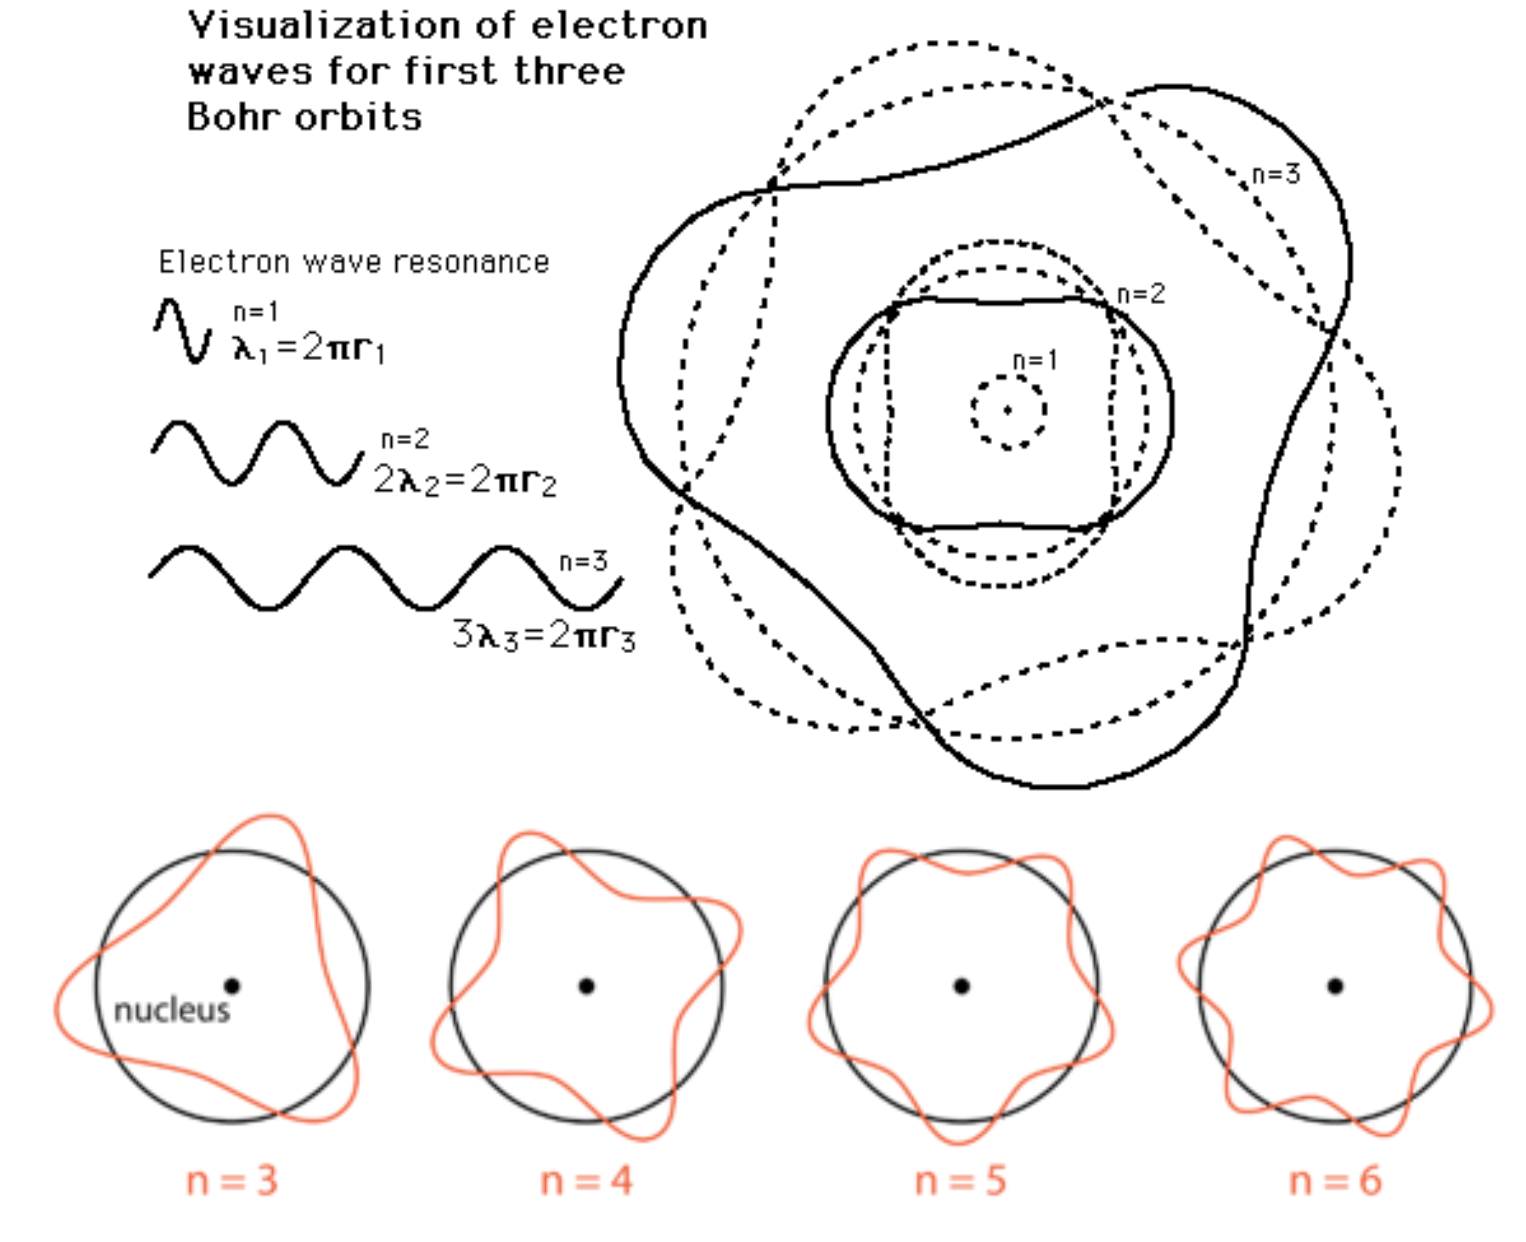 Visualization of electron
waves for first three
Bohr orbits
n=3
Electron wave resonance
n=1
λ₁=2πr₁
n=2
n=1
n=2
2λ₂=2πr₂
n=3
3λ₃=2πr₃
nucleus
n = 3
n = 4
n = 5
n = 6